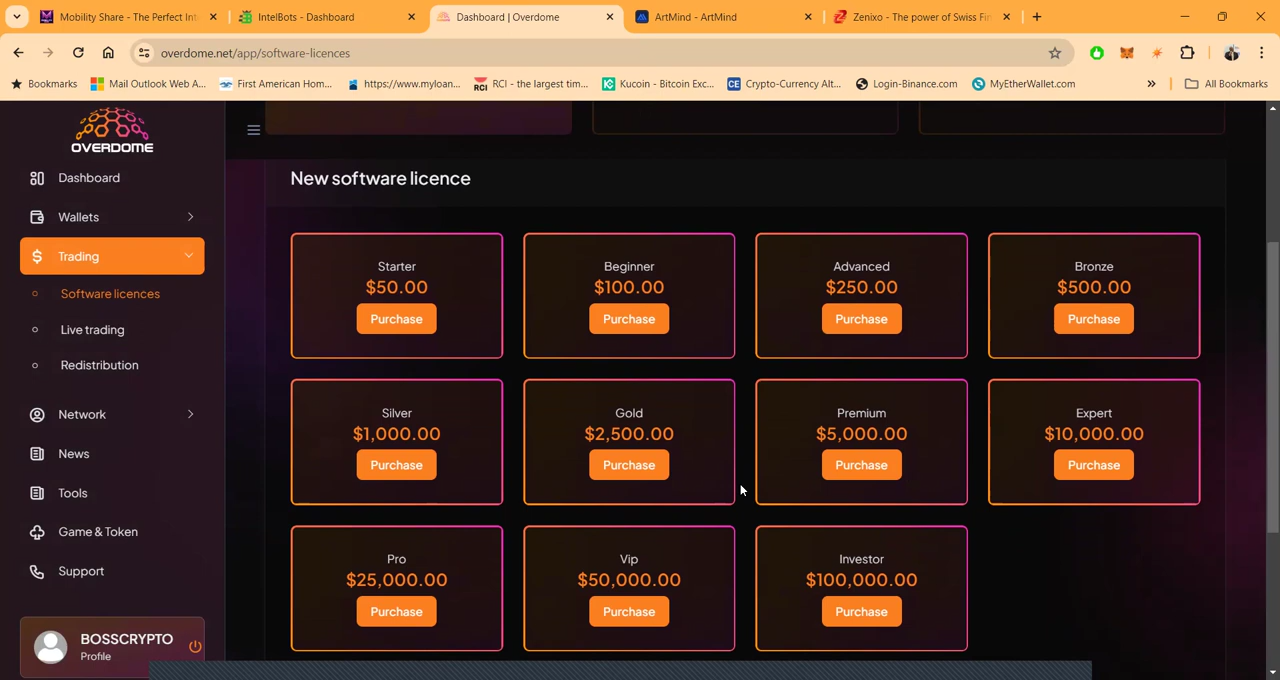 Mobility Share - The Perfect Int
IntelBots - Dashboard
Dashboard | Overdome
ArtMind - ArtMind
Zenixo - The power of Swiss Fin
overdome.net/app/software-licences
Bookmarks
Mail Outlook Web A...
First American Hom...
https://www.myloan...
RCI - the largest tim...
Kucoin - Bitcoin Exc...
Crypto-Currency Alt...
Login-Binance.com
MyEtherWallet.com
All Bookmarks
OVERDOME
Dashboard
Wallets
Trading
Software licences
Live trading
Redistribution
Network
News
Tools
Game & Token
Support
BOSSCRYPTO
Profile
New software licence
Starter
$50.00
Purchase
Beginner
$100.00
Purchase
Advanced
$250.00
Purchase
Bronze
$500.00
Purchase
Silver
$1,000.00
Purchase
Gold
$2,500.00
Purchase
Premium
$5,000.00
Purchase
Expert
$10,000.00
Purchase
Pro
$25,000.00
Purchase
Vip
$50,000.00
Purchase
Investor
$100,000.00
Purchase